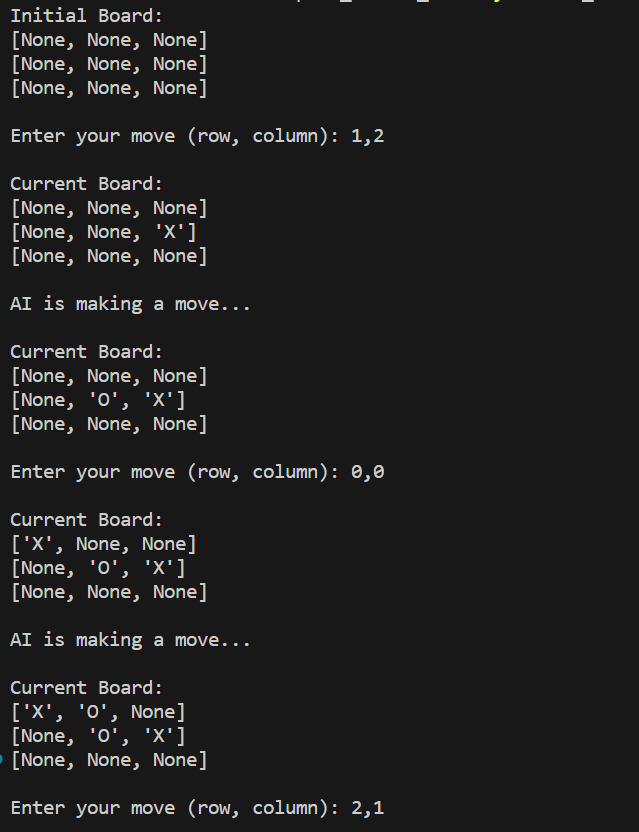 Initial Board:
[None, None, None]
[None, None, None]
[None, None, None]
Enter your move (row, column): 1,2
Current Board:
[None, None, None]
[None, None, 'X']
[None, None, None]
AI is making a move...
Current Board:
[None, None, None]
[None, 'O', 'X']
[None, None, None]
Enter your move (row, column): 0,0
Current Board:
['X', None, None]
[None, 'O', 'X']
[None, None, None]
AI is making a move...
Current Board:
['X', 'O', None]
[None, 'O', 'X']
[None, None, None]
Enter your move (row, column): 2,1